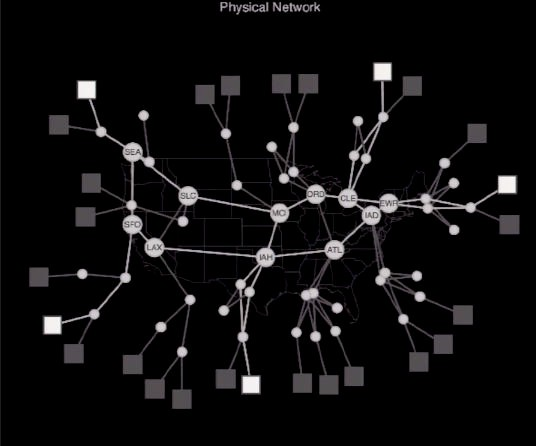 Physical Network
SEA
SLC
ORD
CLE
EWR
MCI
IAD
SFO
LAX
ATL
IAH